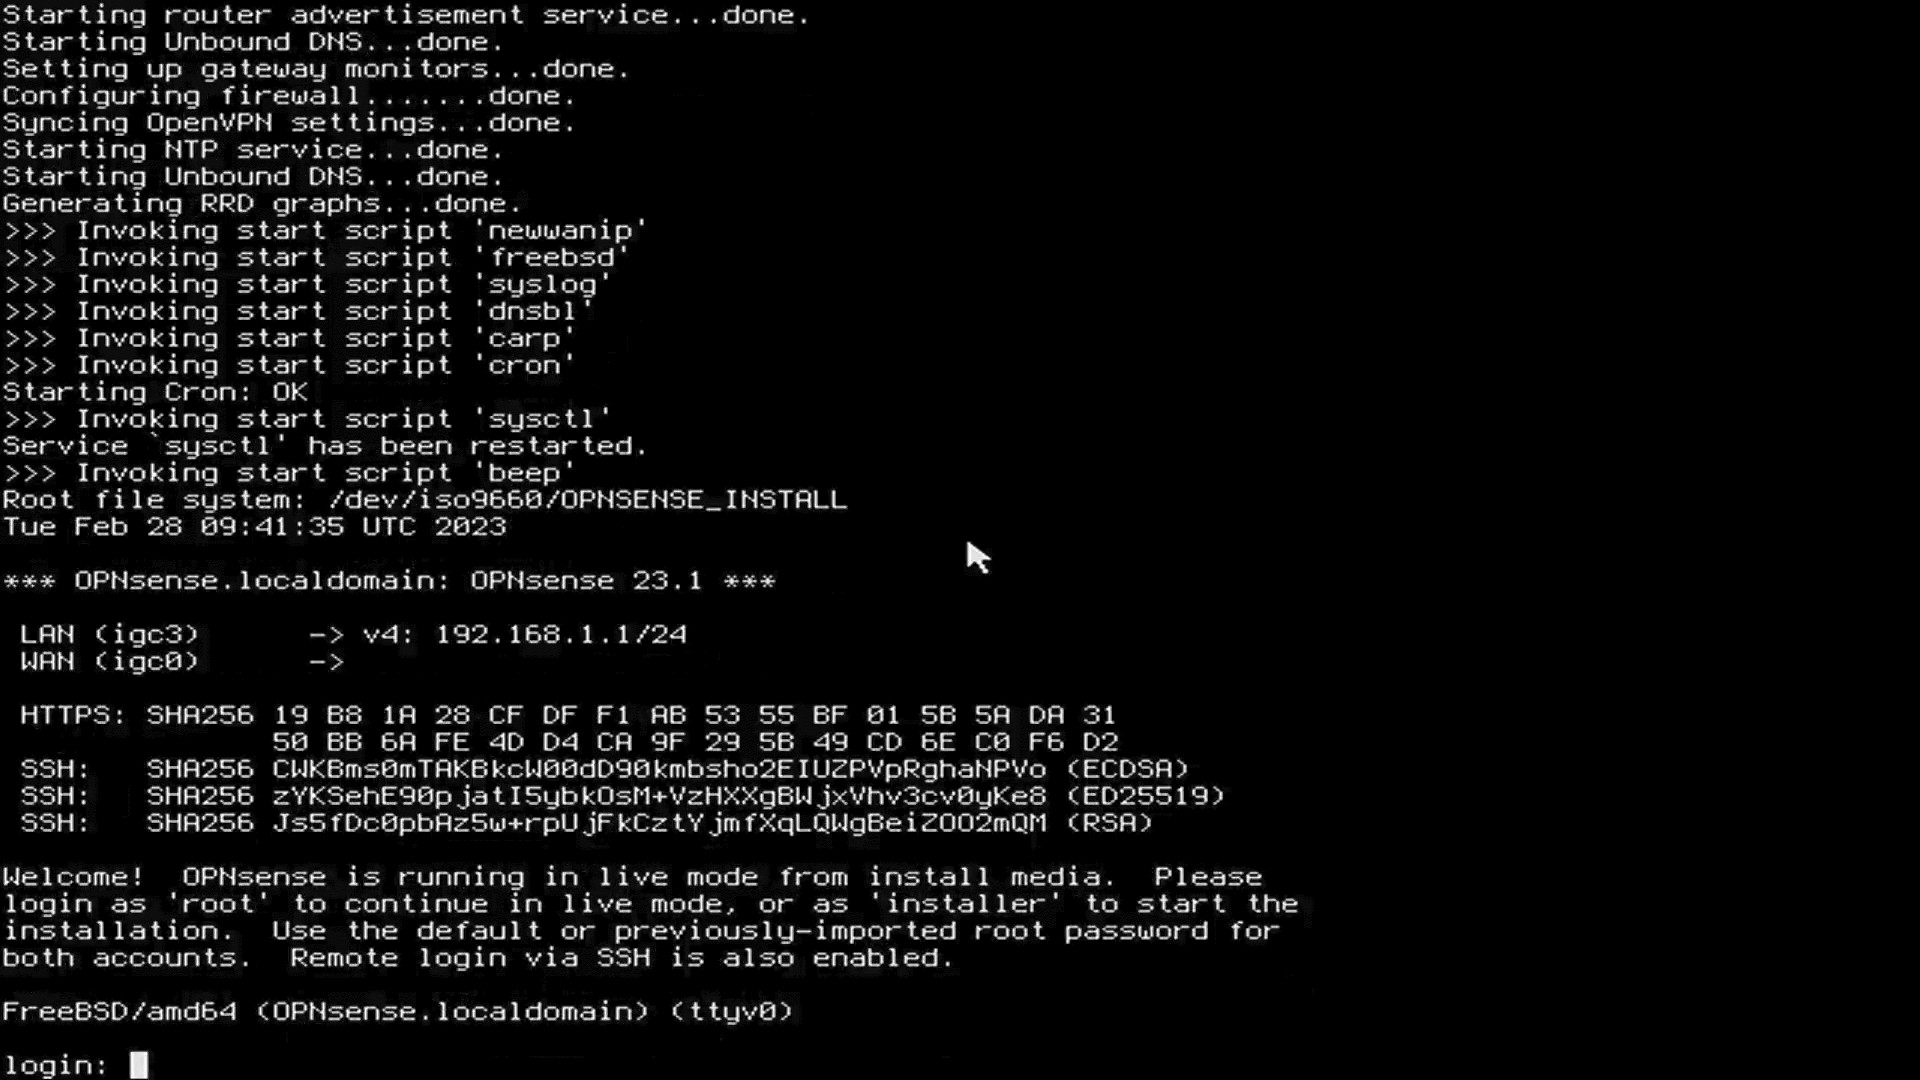 Starting router advertisement service...done.
Starting Unbound DNS...done.
Setting up gateway monitors...done.
Configuring firewall.......done.
Syncing OpenVPN settings...done.
Starting NTP service...done.
Starting Unbound DNS...done.
Generating RRD graphs...done.
>>> Invoking start script 'newwanip'
>>> Invoking start script 'freebsd'
>>> Invoking start script 'syslog'
>>> Invoking start script 'dnsbl'
>>> Invoking start script 'carp'
>>> Invoking start script 'cron'
Starting Cron: OK
>>> Invoking start script 'sysctl'
Service `sysctl' has been restarted.
>>> Invoking start script 'beep'
Root file system: /dev/iso9660/OPNSENSE_INSTALL
Tue Feb 28 09:41:35 UTC 2023
*** OPNsense.localdomain: OPNsense 23.1 ***
LAN (igc3) -> v4: 192.168.1.1/24
WAN (igc0) ->
HTTPS: SHA256 19 B8 1A 28 CF DF F1 AB 53 55 BF 01 5B 5A DA 31
50 BB 6A FE 4D D4 CA 9F 29 5B 49 CD 6E C0 F6 D2
SSH: SHA256 CWKBms0mTAKBkcW00dD90kmbsho2EIUZPVpRghaNPVo (ECDSA)
SSH: SHA256 zYKSehE90pjatI5ybkOsM+VzHXXgBWjxVhv3cv0yKe8 (ED25519)
SSH: SHA256 Js5fDc0pbAz5w+rpUjFkCztYjmfXqLQWgBeiZOO2mQM (RSA)
Welcome! OPNsense is running in live mode from install media. Please
login as 'root' to continue in live mode, or as 'installer' to start the
installation. Use the default or previously-imported root password for
both accounts. Remote login via SSH is also enabled.
FreeBSD/amd64 (OPNsense.localdomain) (ttyv0)
login: